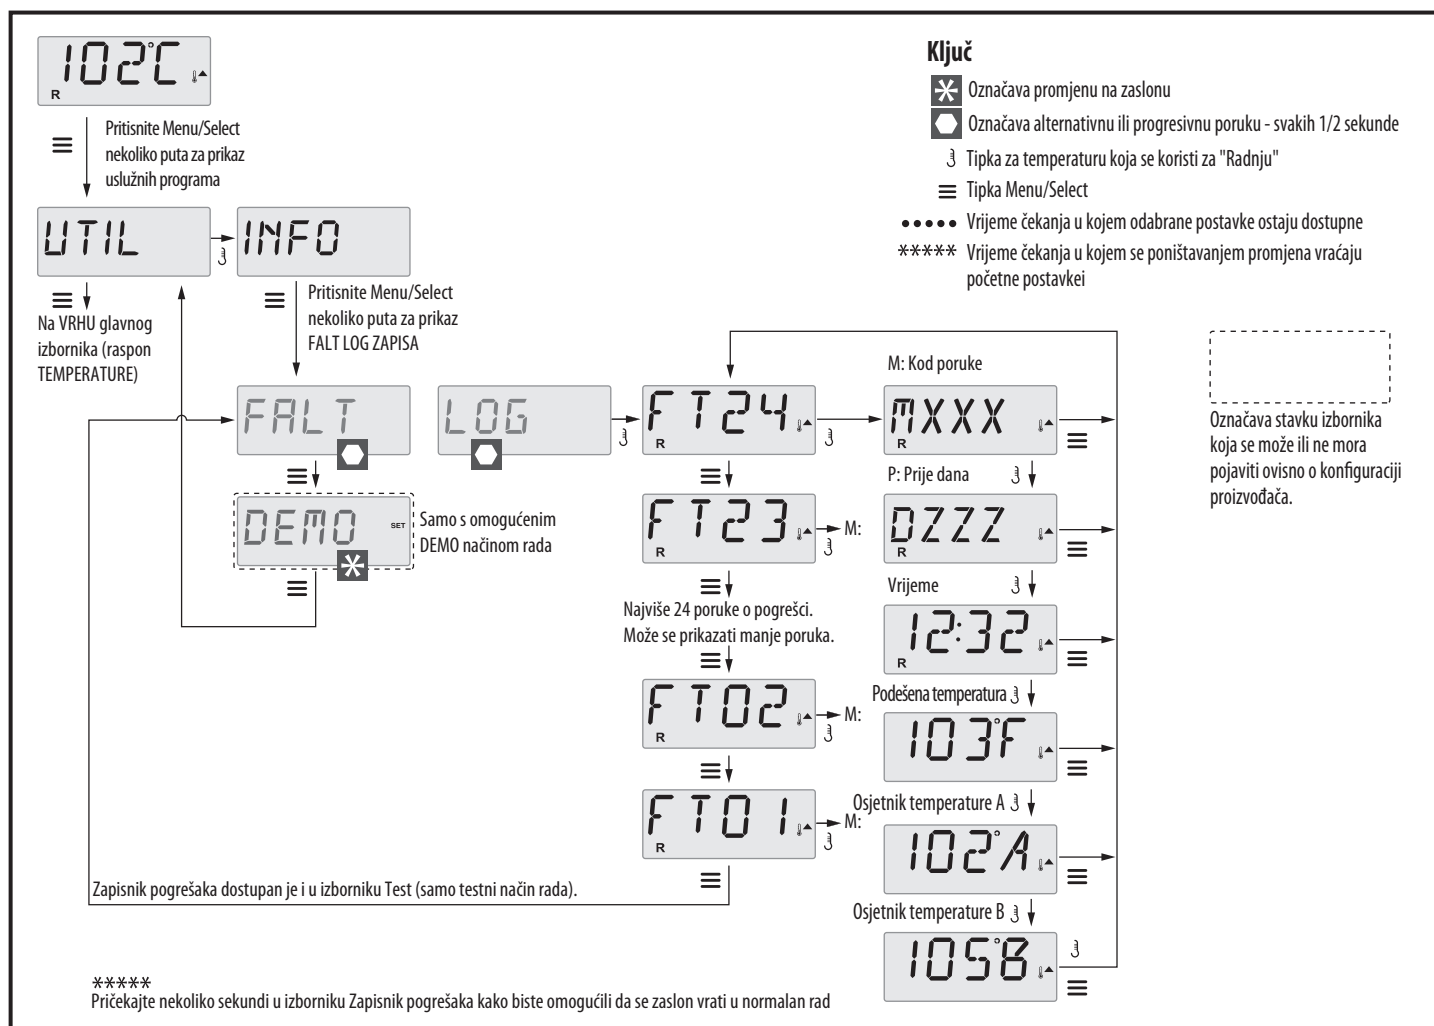 102°C
R
Pritisnite Menu/Select
nekoliko puta za prikaz
uslužnih programa
Ključ
Označava promjenu na zaslonu
Označava alternativnu ili progresivnu poruku - svakih 1/2 sekunde
Tipka za temperaturu koja se koristi za "Radnju"
Tipka Menu/Select
Vrijeme čekanja u kojem odabrane postavke ostaju dostupne
***** Vrijeme čekanja u kojem se poništavanjem promjena vraćaju
početne postavkei
UTIL
INFO
Na VRHU glavnog
izbornika (raspon
TEMPERATURE)
Pritisnite Menu/Select
nekoliko puta za prikaz
FALT LOG ZAPISA
Označava stavku izbornika
koja se može ili ne mora
pojaviti ovisno o konfiguraciji
proizvođača.
FALT
LOG
FT24
R
M: Kod poruke
MXXX
R
DEMO
SET
Samo s omogućenim
DEMO načinom rada
FT23
R
M:
P: Prije dana
DZZZ
R
Najviše 24 poruke o pogrešci.
Može se prikazati manje poruka.
Vrijeme
12:32
R
FT02
R
M:
Podešena temperatura
103°F
FT01
R
M:
Osjetnik temperature A
102°A
Osjetnik temperature B
105°B
Zapisnik pogrešaka dostupan je i u izborniku Test (samo testni način rada).
*****
Pričekajte nekoliko sekundi u izborniku Zapisnik pogrešaka kako biste omogućili da se zaslon vrati u normalan rad